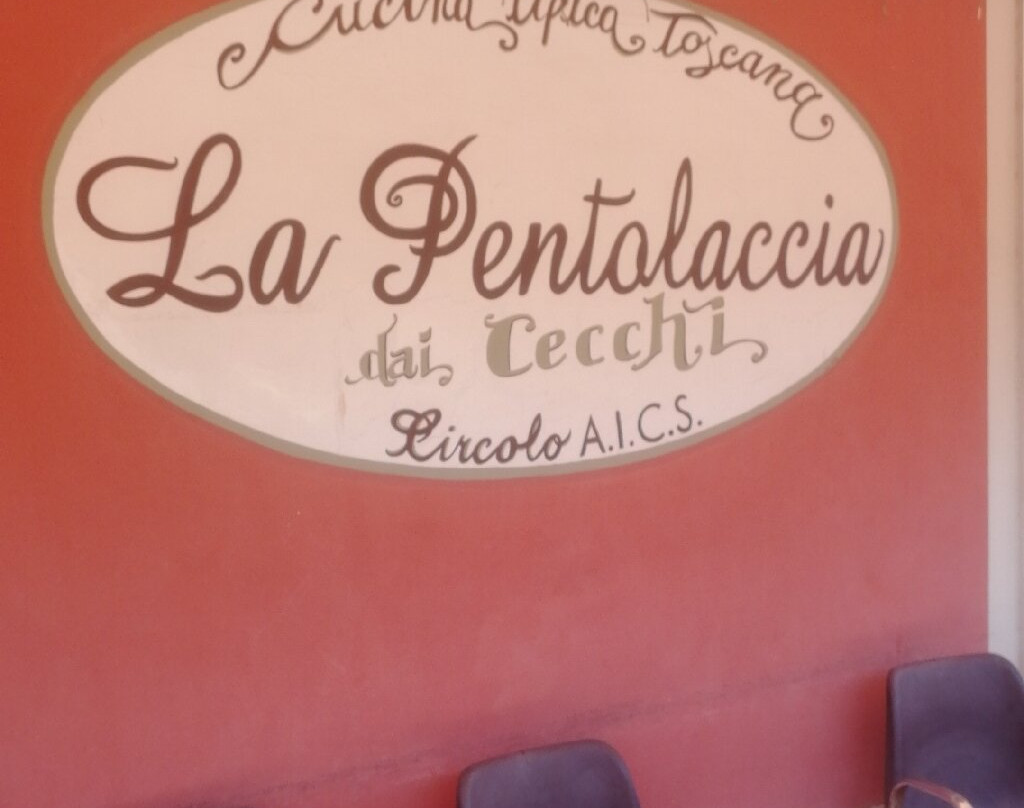 Cucina tipica Toscana
La Pentolaccia
dai Cecchi
Circolo A.I.C.S.